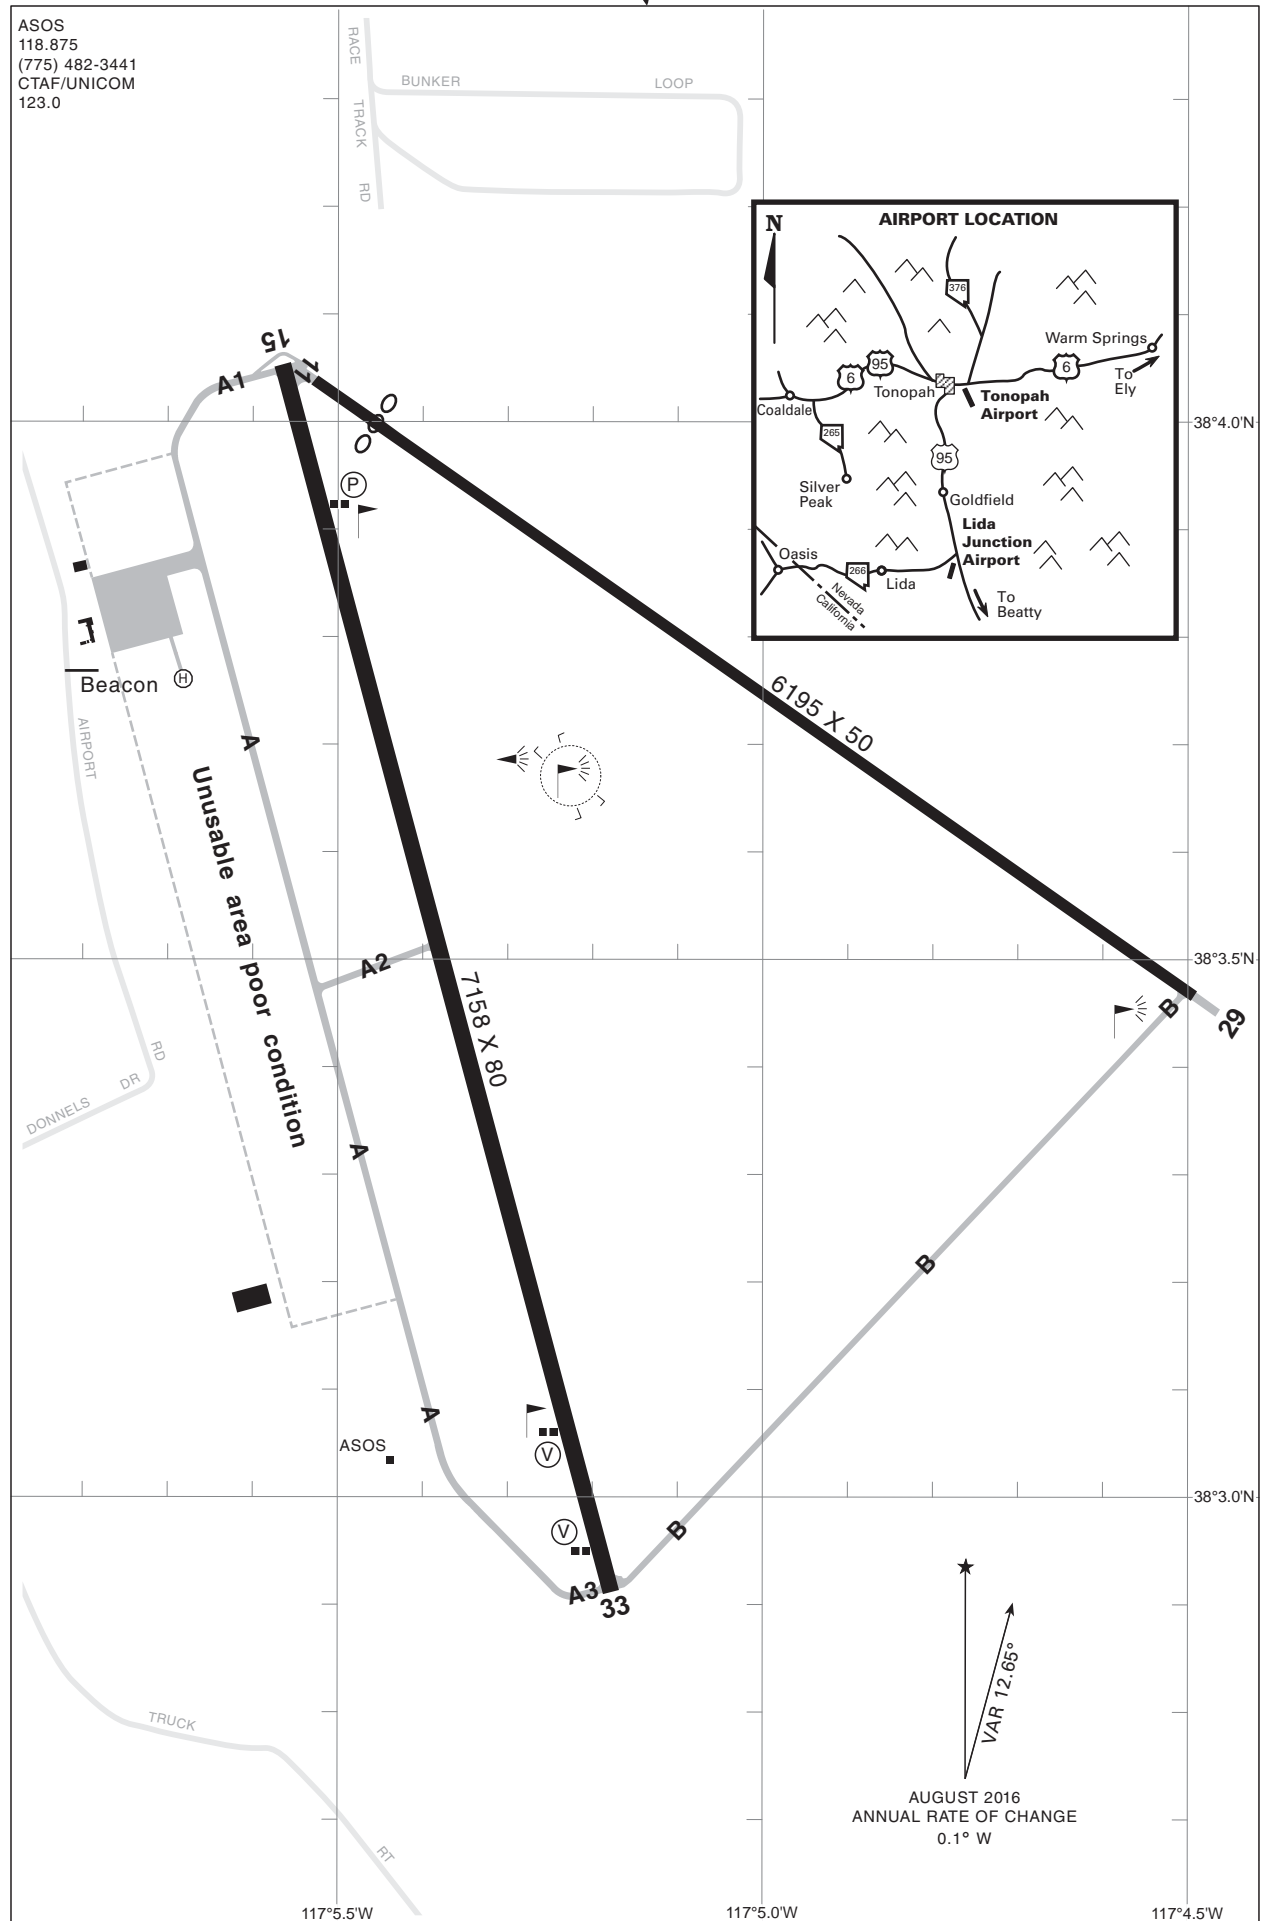 ASOS
118.875
(775) 482-3441
CTAF/UNICOM
123.0
RACE TRACK RD
BUNKER LOOP
AIRPORT LOCATION
N
376
Warm Springs
95
6
6
To
Ely
Tonopah
Tonopah
Airport
Coaldale
265
95
Silver
Peak
Goldfield
Lida
Junction
Airport
Oasis
266
Lida
Nevada
California
To
Beatty
15
11
A1
38°4.0'N
P
Beacon
H
AIRPORT RD
A
6195 X 50
Unusable area poor condition
A2
38°3.5'N
7158 X 80
B
29
DONNELS DR
A
B
A
ASOS
V
38°3.0'N
V
B
A3
33
VAR 12.65°
TRUCK RT
AUGUST 2016
ANNUAL RATE OF CHANGE
0.1° W
117°5.5'W
117°5.0'W
117°4.5'W